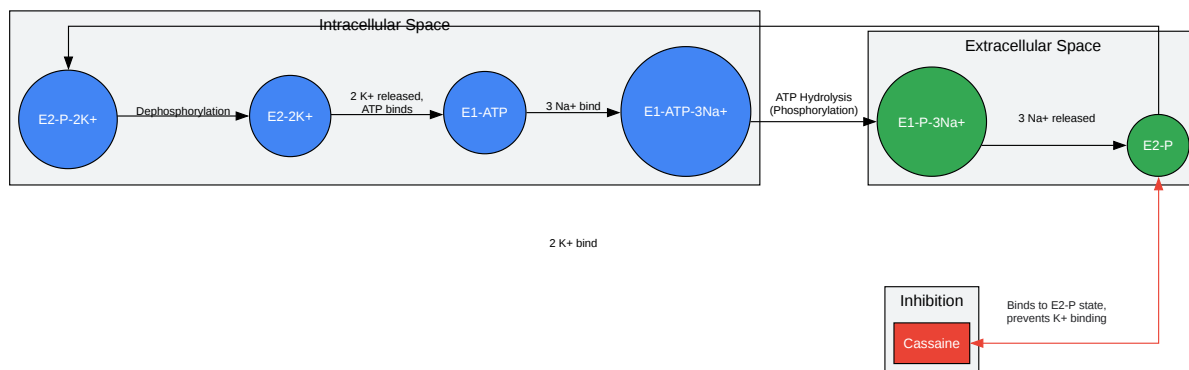 Intracellular Space
Extracellular Space
E2-P-2K+
Dephosphorylation
E2-2K+
2 K+ released,
ATP binds
E1-ATP
3 Na+ bind
E1-ATP-3Na+
ATP Hydrolysis
(Phosphorylation)
E1-P-3Na+
3 Na+ released
E2-P
2 K+ bind
Inhibition
Cassaine
Binds to E2-P state,
prevents K+ binding